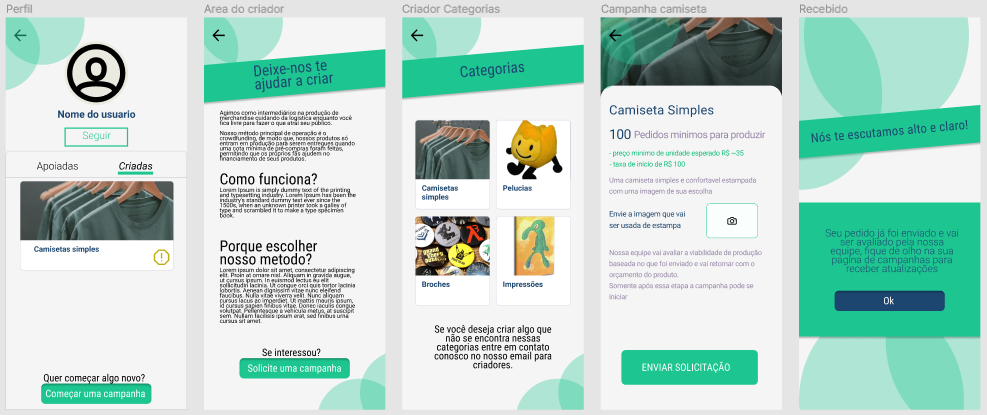 Perfil
Nome do usuario
Seguir
Apoiadas
Criadas
Camisetas simples
Quer começar algo novo?
Começar uma campanha
Area do criador
Deixe-nos te
ajudar a criar
Agimos como intermediários na produção de
merchandise cuidando da logistica enquanto você
fica livre para fazer o que atrai seu público.
Nosso método principal de operação é o
crowdfunding, de modo que, nossos produtos só
entram em produção para serem entregues quando
uma cota mínima de pré-compras foram feitas,
permitindo que os próprios fãs ajudem no
financiamento de seus produtos.
Como funciona?
Lorem Ipsum is simply dummy text of the printing
and typesetting industry. Lorem Ipsum has been the
industry's standard dummy text ever since the
1500s, when an unknown printer took a galley of
type and scrambled it to make a type specimen
book.
Porque escolher
nosso metodo?
Lorem ipsum dolor sit amet, consectetur adipiscing
elit. Proin at ornare nisl. Aliquam in gravida augue,
at cursus ipsum. In euismod lectus eu elit
sollicitudin lacinia. Ut congue orci quis tortor lacinia
lobortis. Aenean dignissim vitae nunc eleifend
faucibus. Nulla vitae viverra velit. Nunc aliquam
cursus lacus ac imperdiet. Ut mattis mauris ipsum,
id cursus sapien finibus vitae. Donec iaculis congue
volutpat. Pellentesque a vehicula metus, at suscipit
sem. Nullam facilisis ipsum erat, sed finibus urna
cursus sit amet.
Se interessou?
Solicite uma campanha
Criador Categorias
Categorias
Camisetas
simples
Pelucias
Broches
Impressões
Se você deseja criar algo que
não se encontra nessas
categorias entre em contato
conosco no nosso email para
criadores.
Campanha camiseta
Camiseta Simples
100 Pedidos minimos para produzir
- preço minimo de unidade esperado R$ ~35
- taxa de início de R$ 100
Uma camiseta simples e confortavel estampada
com uma imagem de sua escolha
Envie a imagem que vai
ser usada de estampa
Nossa equipe vai avaliar a viabilidade de produção
baseada no que foi enviado e vai retornar com o
orçamento do produto.
Somente após essa etapa a campanha pode se
iniciar
ENVIAR SOLICITAÇÃO
Recebido
Nós te escutamos alto e claro!
Seu pedido já foi enviado e vai
ser avaliado pela nossa
equipe, fique de olho na sua
página de campanhas para
receber atualizações
Ok